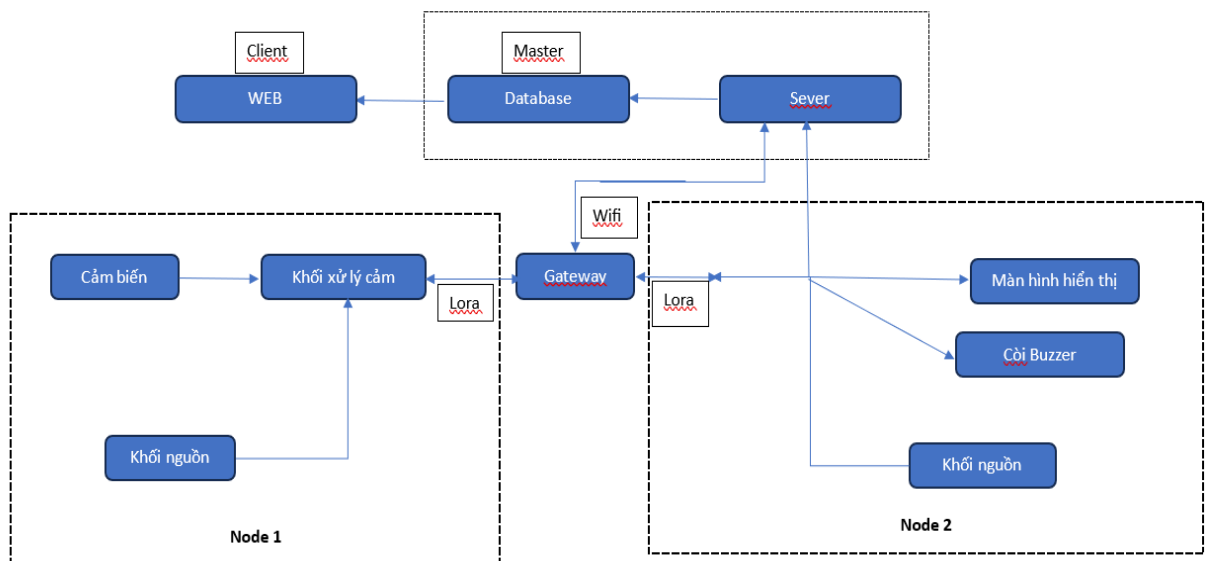 Client
Master
WEB
Database
Sever
Wifi
Cảm biến
Khối xử lý cảm
Gateway
Màn hình hiển thị
Lora
Lora
Còi Buzzer
Khối nguồn
Khối nguồn
Node 1
Node 2